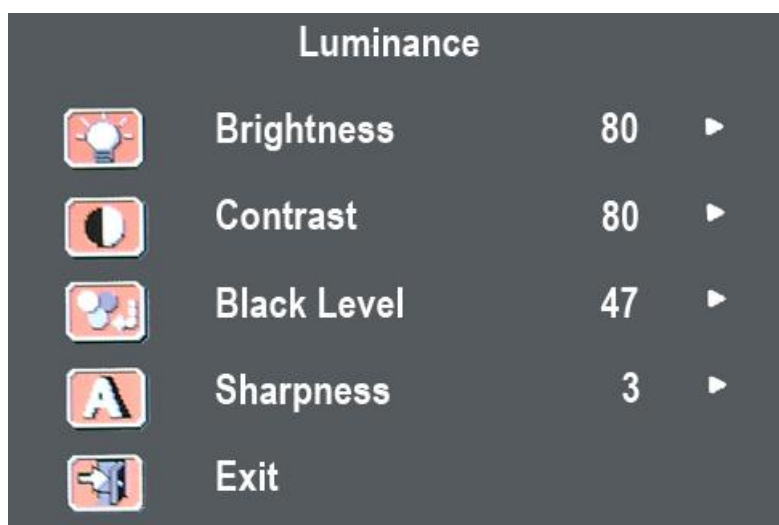 Luminance
Brightness 80
Contrast 80
Black Level 47
Sharpness 3
Exit